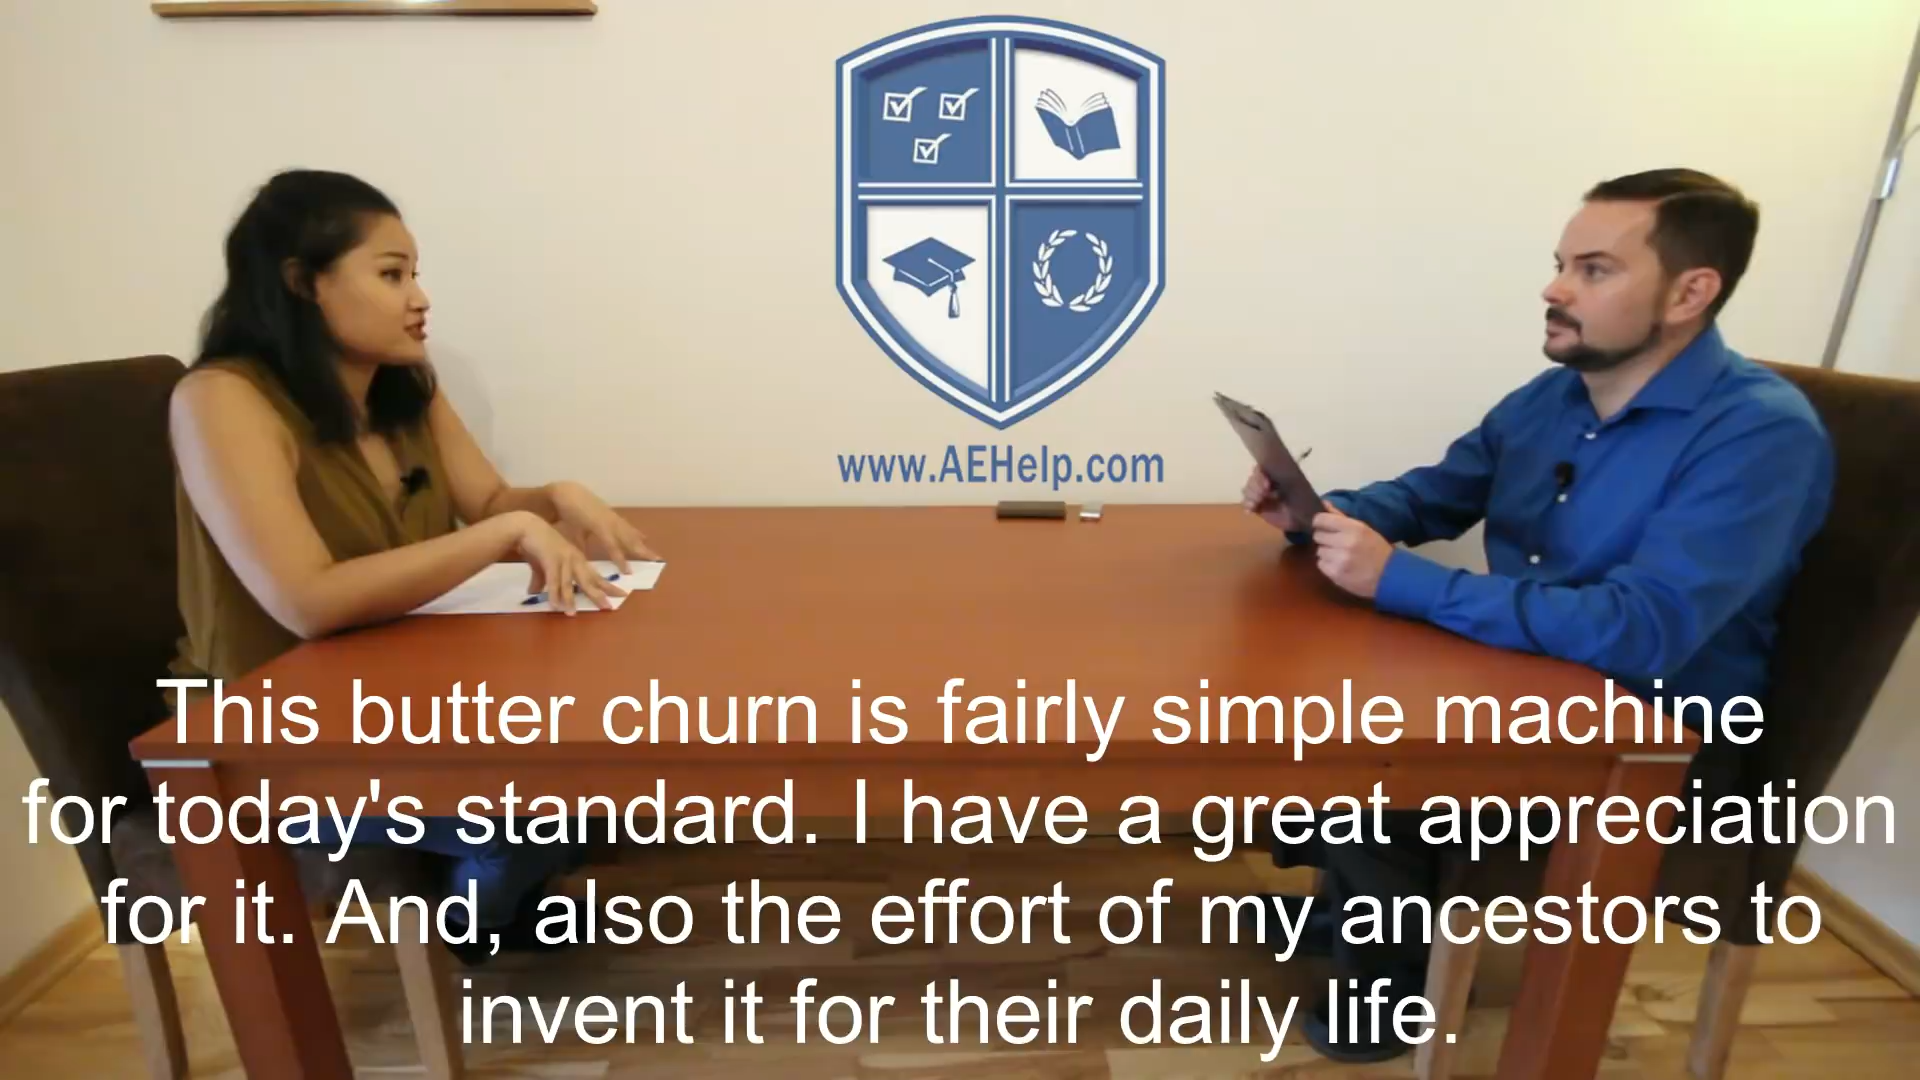 www.AEHelp.com
This butter churn is fairly simple machine
for today's standard. I have a great appreciation
for it. And, also the effort of my ancestors to
invent it for their daily life.